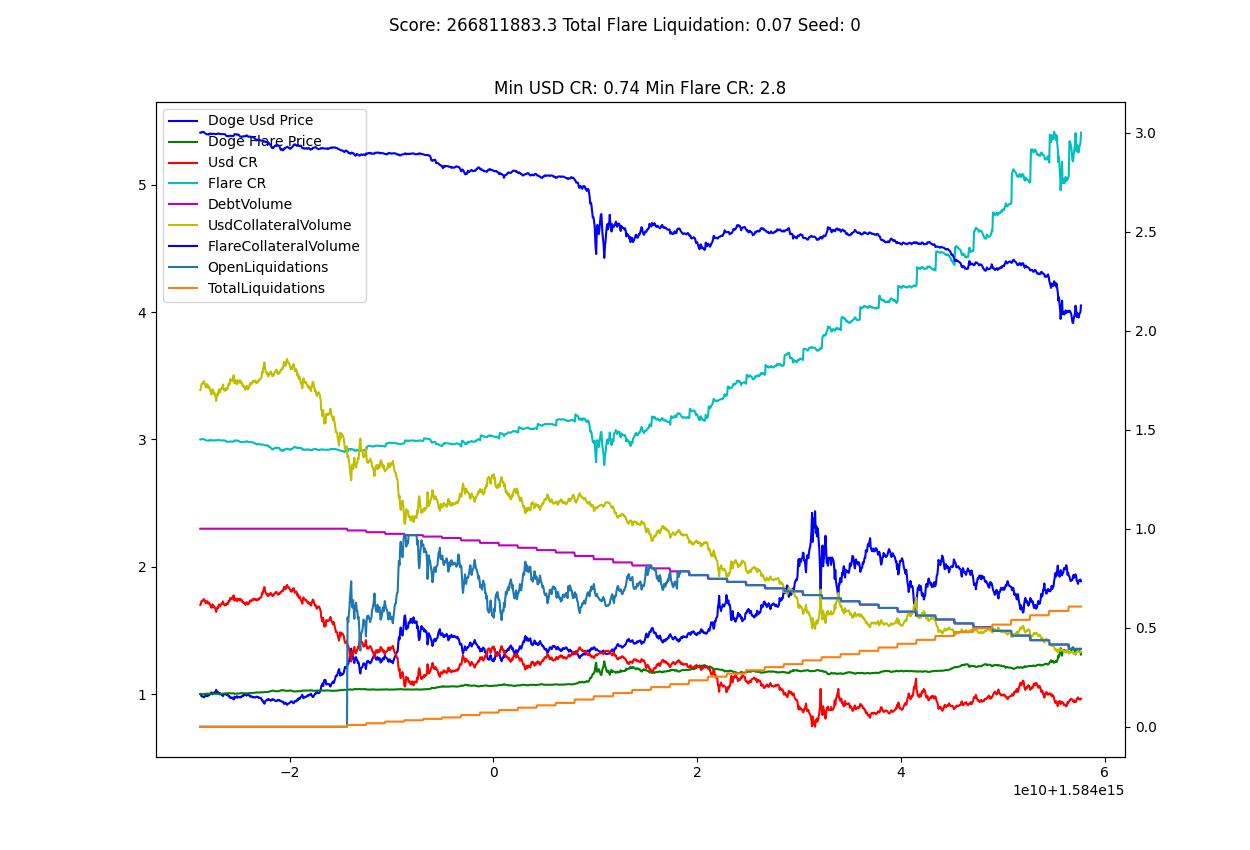 Score: 266811883.3 Total Flare Liquidation: 0.07 Seed: 0
Min USD CR: 0.74 Min Flare CR: 2.8
Doge Usd Price
Doge Flare Price
Usd CR
Flare CR
DebtVolume
UsdCollateralVolume
FlareCollateralVolume
OpenLiquidations
TotalLiquidations
5
4
3
2
1
3.0
2.5
2.0
1.5
1.0
0.5
0.0
−2
0
2
4
6
1e10+1.584e15